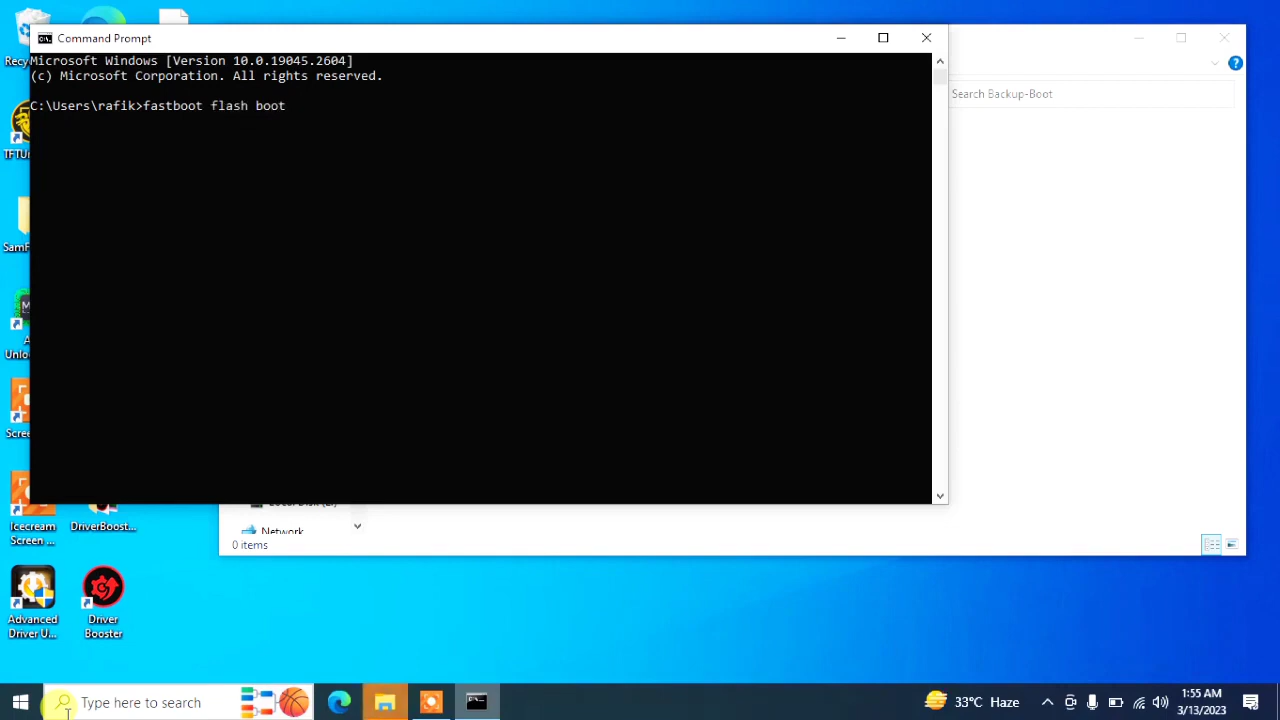 Command Prompt
Microsoft Windows [Version 10.0.19045.2604]
(c) Microsoft Corporation. All rights reserved.
C:\Users\rafik>fastboot flash boot
Search Backup-Boot
Network
0 items
Icecream
Screen ...
DriverBoost...
Advanced
Driver U...
Driver
Booster
Type here to search
33°C Haze
1:55 AM
3/13/2023